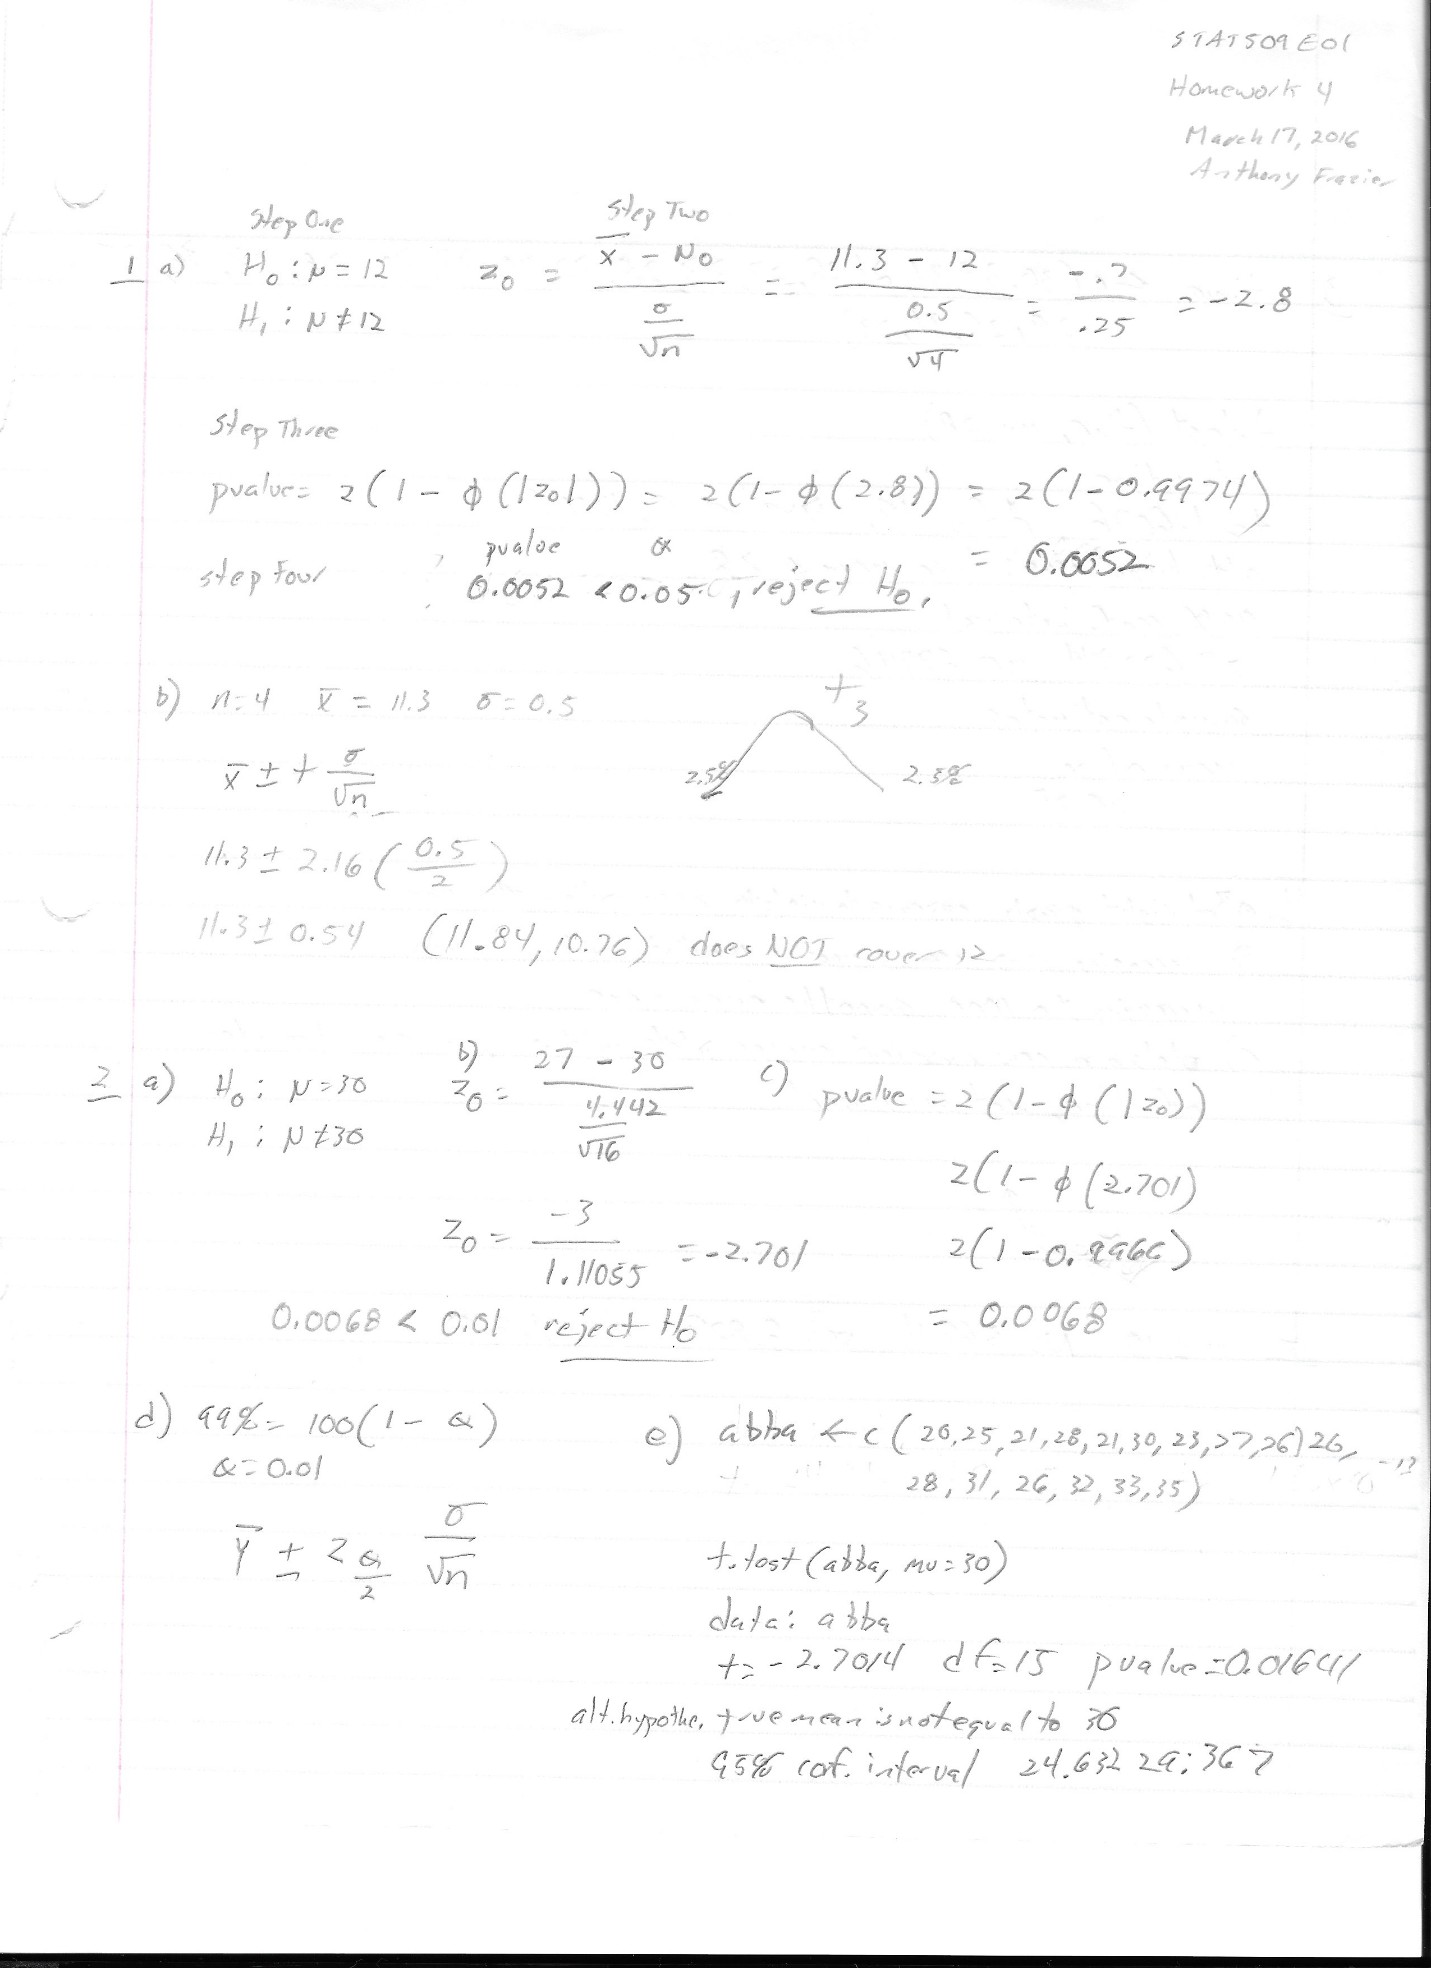 STAT509 E01
Homework 4
March 17, 2016
Anthony Frazier
Step One
Step Two
1 a) H₀ : μ = 12
H₁ : μ ≠ 12
z₀ = (x̄ - μ₀) / (σ/√n) = (11.3 - 12) / (0.5/√4) = -.7/.25 = -2.8
Step Three
pvalue = 2(1 - φ(|z₀|)) = 2(1-φ(2.8)) = 2(1-0.9974)
= 0.0052
pvalue α
step Four 0.0052 < 0.05, reject H₀.
b) n=4 x̄ = 11.3 σ=0.5
t₃
x̄ ± t σ/√n
2.5% 2.5%
11.3 ± 2.16 (0.5/2)
11.3 ± 0.54 (11.84, 10.76) does NOT cover 12
2 a) H₀ : μ=30
H₁ : μ≠30
b) z₀ = (27 - 30) / (4.442/√16)
z₀ = -3/1.11055 = -2.701
c) pvalue = 2(1-φ(|z₀))
2(1-φ(2.701)
2(1-0.9966)
= 0.0068
0.0068 < 0.01 reject H₀
d) 99% = 100(1-α)
α=0.01
Ȳ ± z α/2 σ/√n
e) abba ← c( 20,25,21,28,21,30,23,27,26) 26,
28, 31, 26, 32, 33,35)
t.test (abba, mu=30)
data: abba
t= -2.7014 df=15 pvalue=0.01641
alt.hypothe, true mean is not equal to 30
95% cof. interval 24.632 29.367